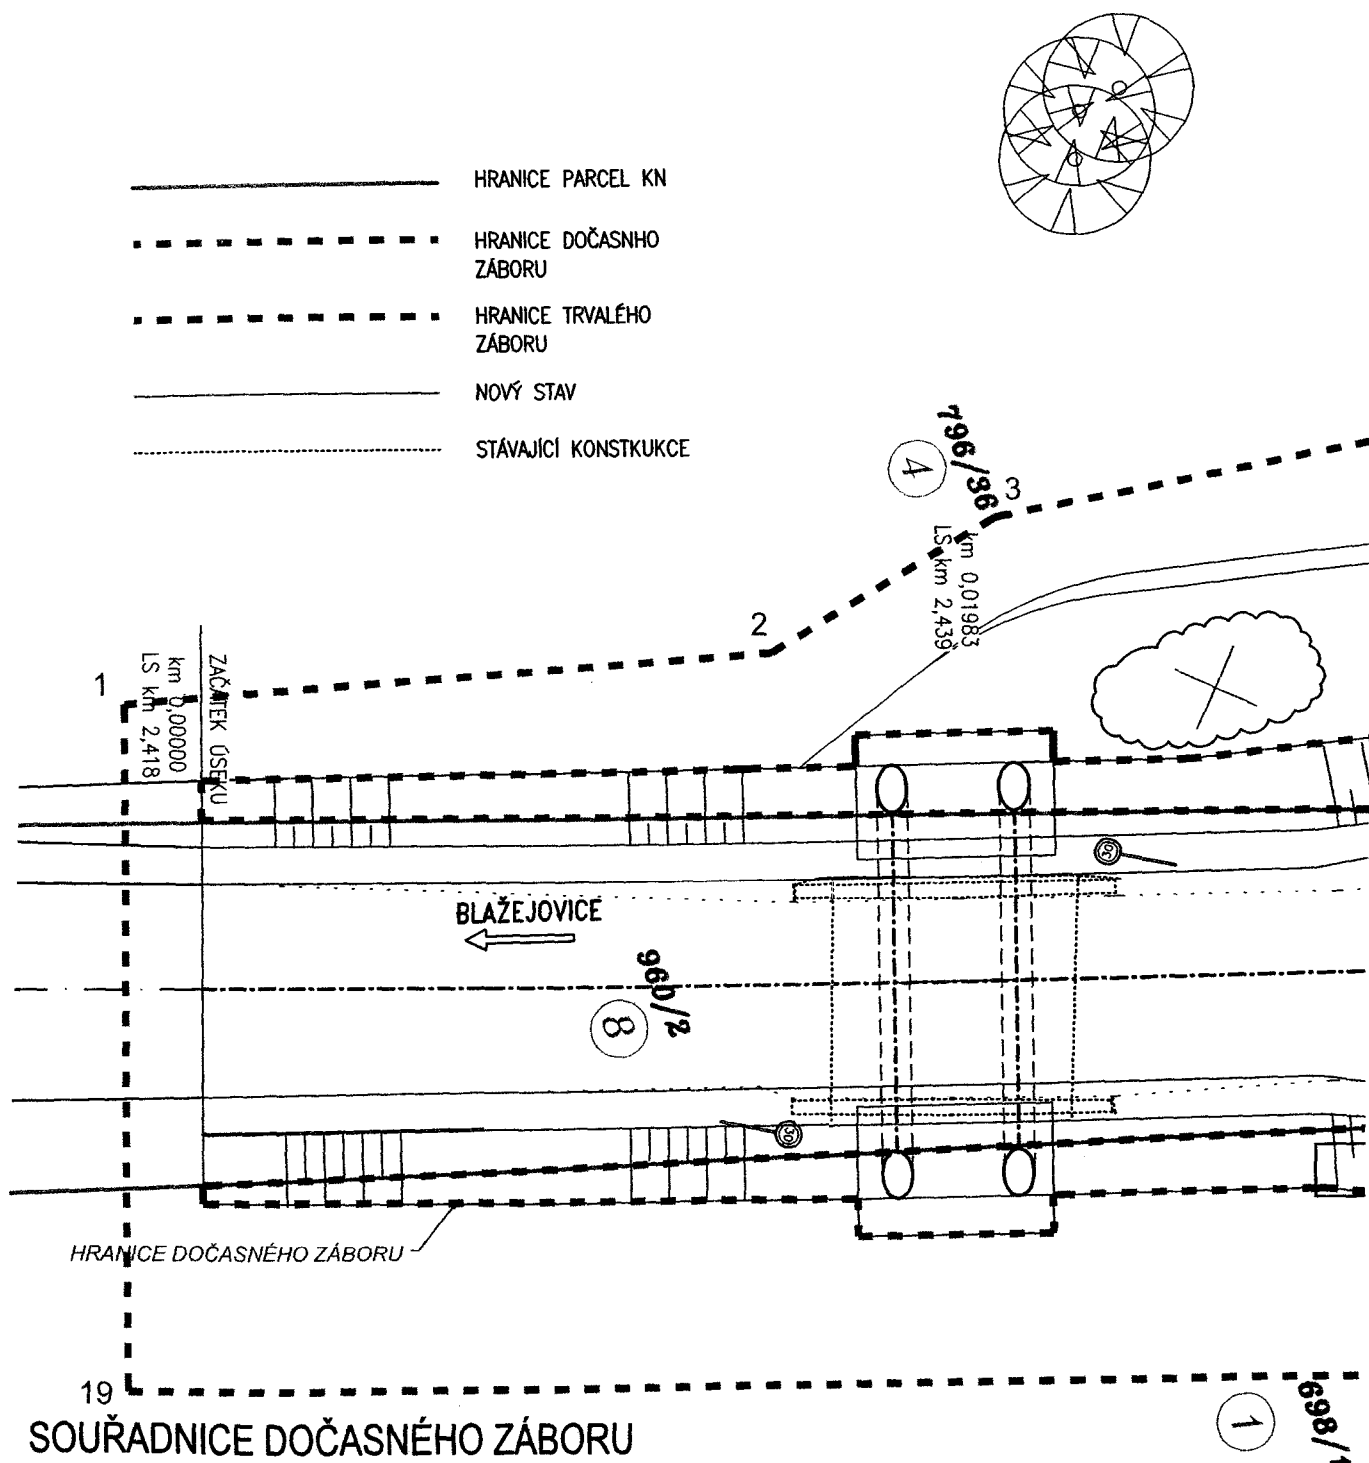 HRANICE PARCEL KN
HRANICE DOČASNHO
ZÁBORU
HRANICE TRVALÉHO
ZÁBORU
NOVÝ STAV
STÁVAJÍCÍ KONSTKUKCE
796/36
4
3
km 0,01983
LS km 2,439
2
1
ZAČÁTEK ÚSEKU
km 0,00000
LS km 2,418
30
BLAŽEJOVICE
960/2
8
30
HRANICE DOČASNÉHO ZÁBORU
19
698/1
1
SOUŘADNICE DOČASNÉHO ZÁBORU